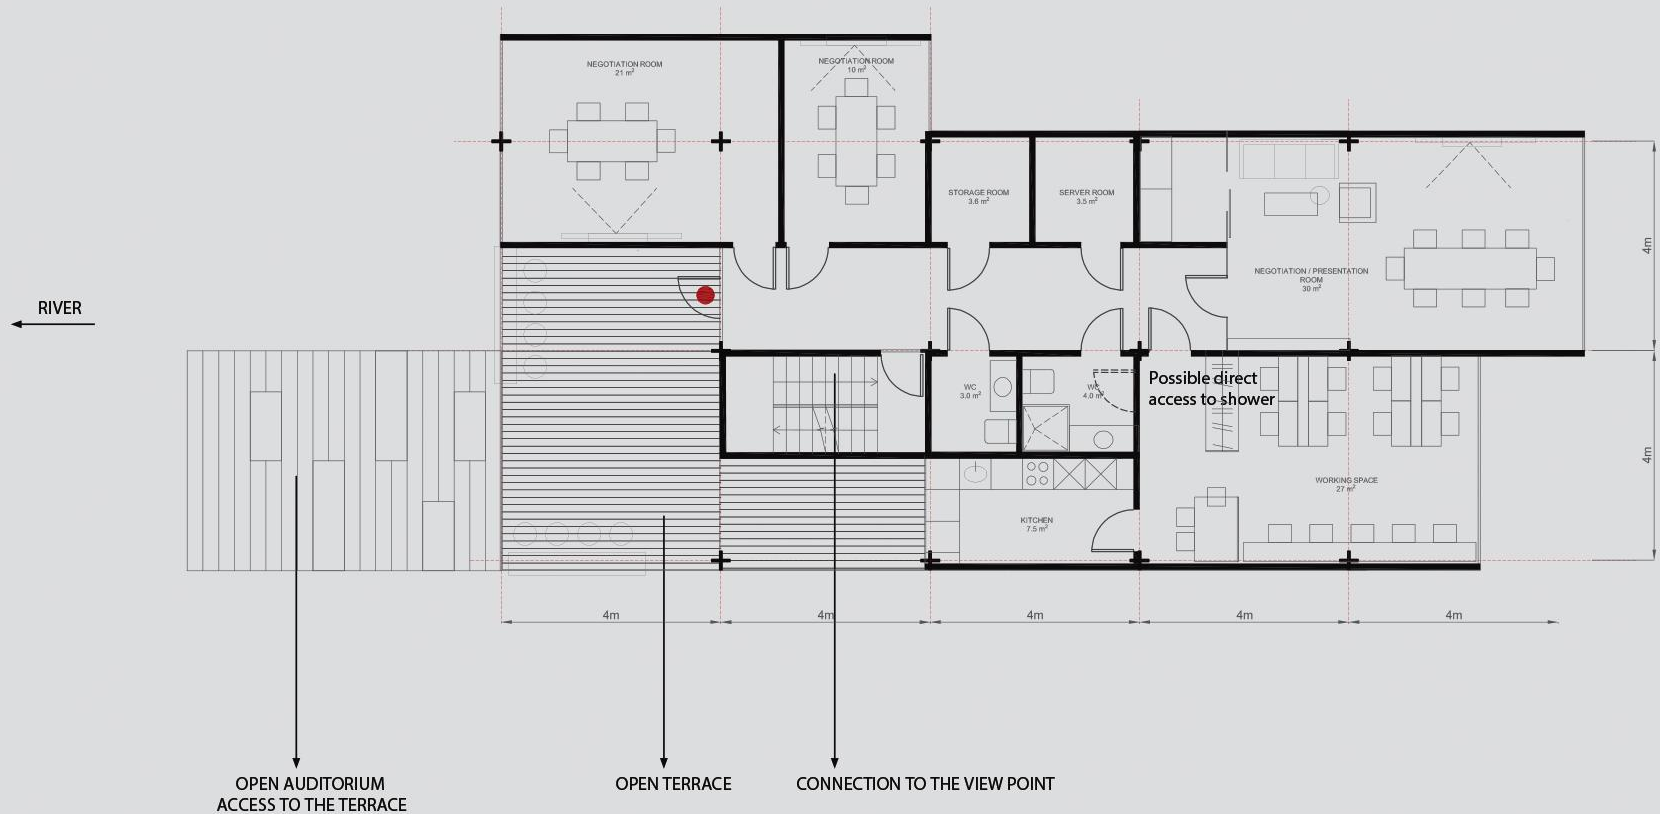 NEGOTIATION ROOM
21 m²
NEGOTIATION ROOM
10 m²
STORAGE ROOM
3.6 m²
SERVER ROOM
3.5 m²
4m
NEGOTIATION / PRESENTATION
ROOM
30 m²
RIVER
WC
3.0 m²
WC
4.0 m²
Possible direct
access to shower
4m
WORKING SPACE
27 m²
KITCHEN
7.5 m²
4m
4m
4m
4m
4m
OPEN AUDITORIUM
ACCESS TO THE TERRACE
OPEN TERRACE
CONNECTION TO THE VIEW POINT